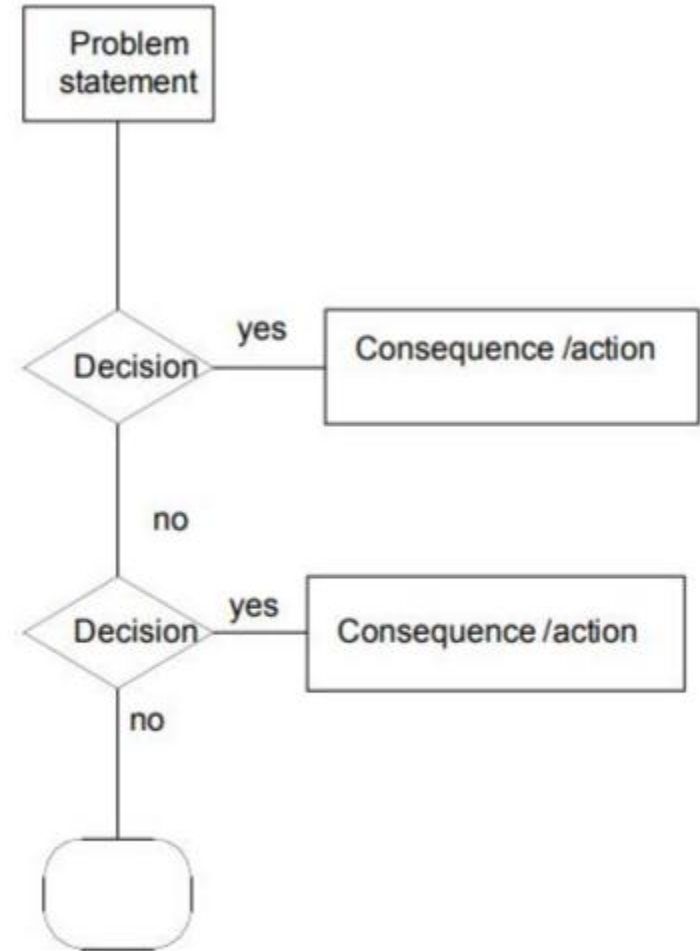 Problem
statement
yes
Decision
Consequence /action
no
yes
Decision
Consequence /action
no